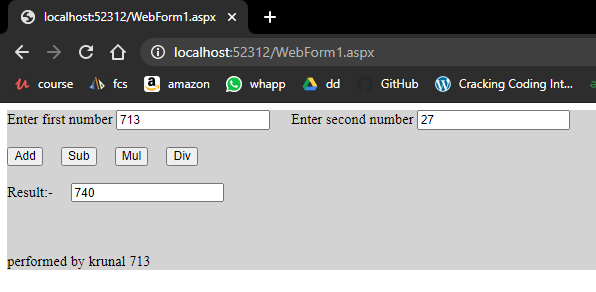 localhost:52312/WebForm1.aspx
localhost:52312/WebForm1.aspx
course fcs amazon whapp dd GitHub Cracking Coding Int...
Enter first number 713 Enter second number 27
Add Sub Mul Div
Result:- 740
performed by krunal 713